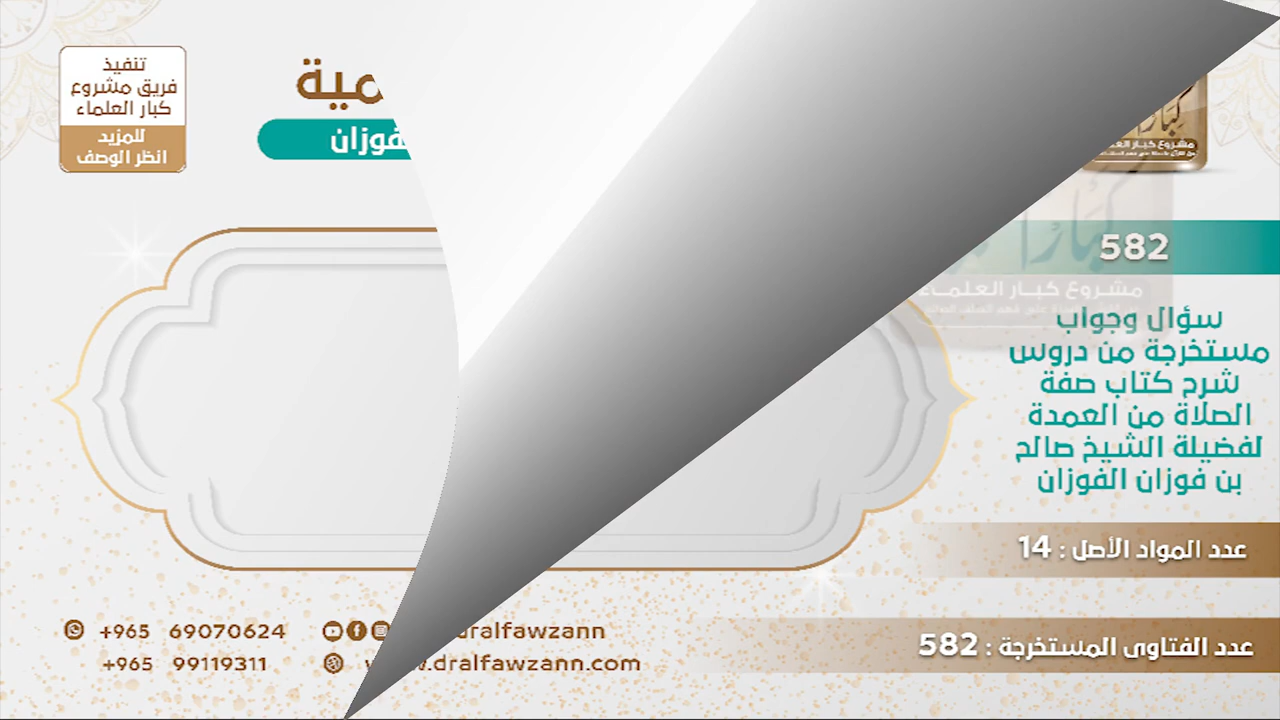 تنفيذ
فريق مشروع
كبار العلماء
للمزيد
انظر الوصف
مشروع كبار
582
مشروع كبار العلماء
سؤال وجواب
مستخرجة من دروس
شرح كتاب صفة
الصلاة من العمدة
لفضيلة الشيخ صالح
بن فوزان الفوزان
عدد المواد الأصل : 14
عدد الفتاوى المستخرجة : 582
+965 69070624
+965 99119311
dralfawzann
.dralfawzann.com